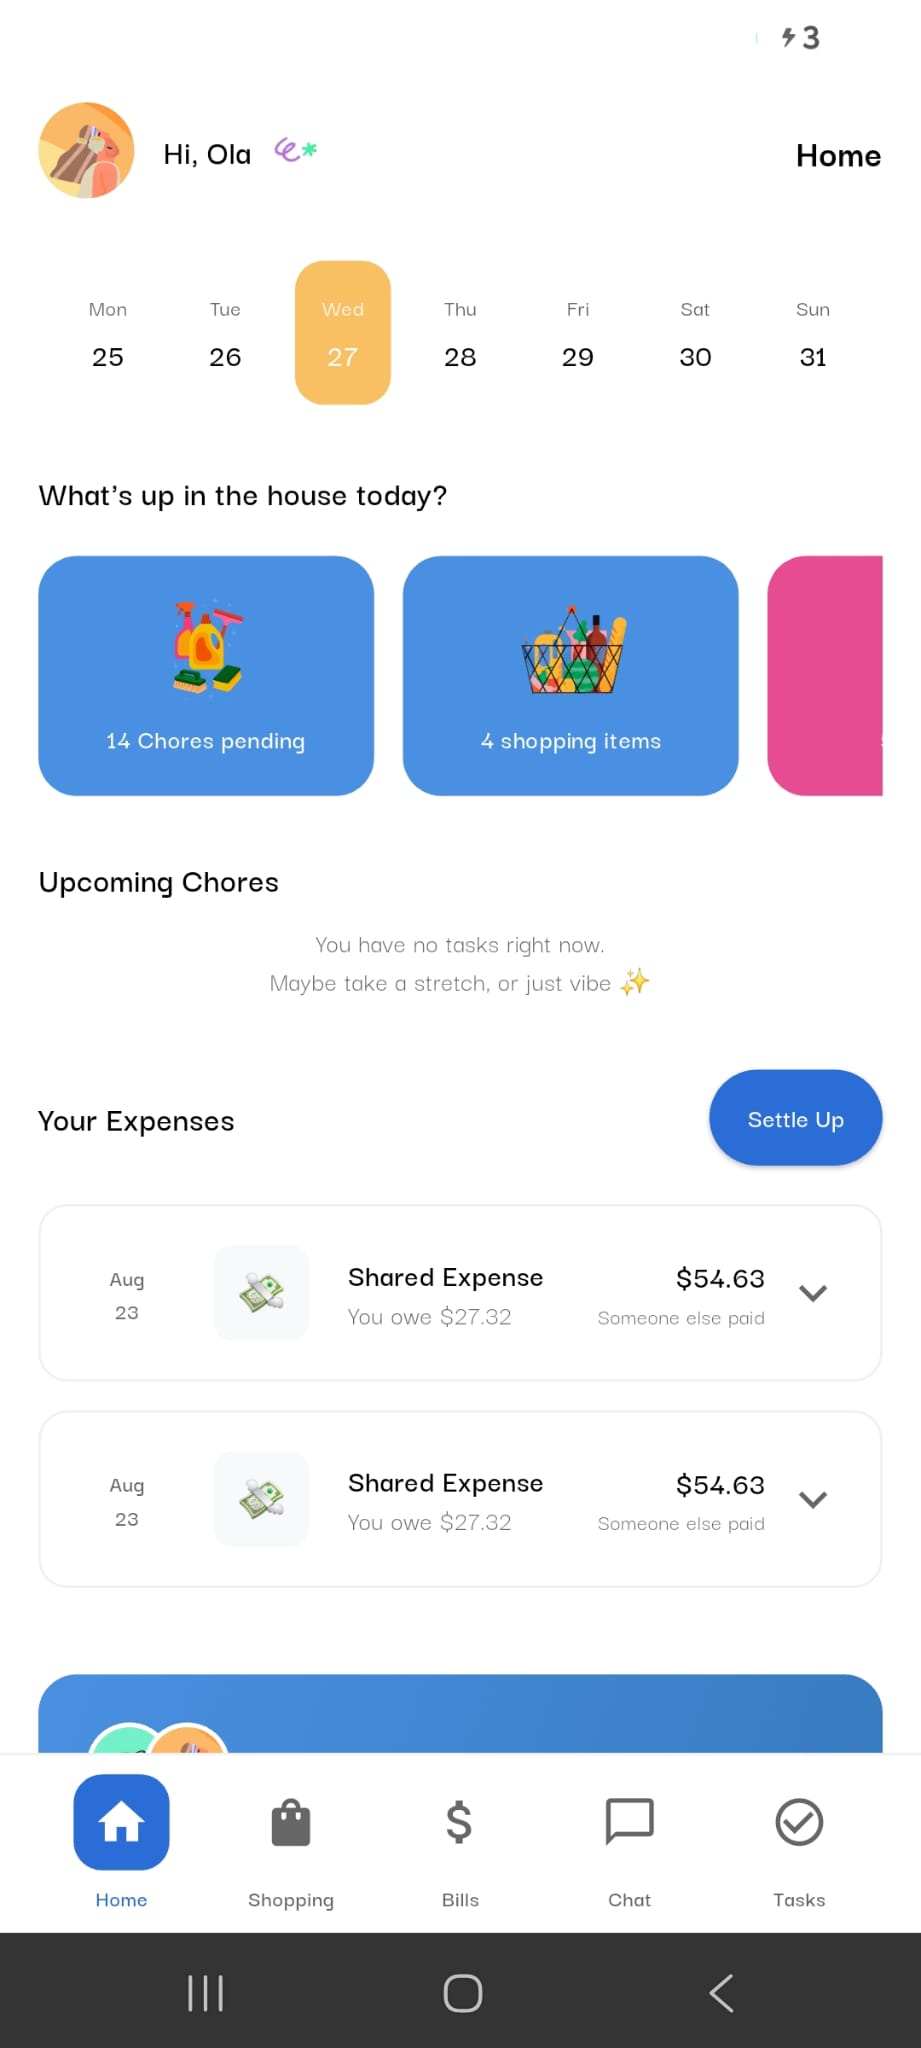 3
Hi, Ola
Home
Mon Tue Wed Thu Fri Sat Sun
25 26 27 28 29 30 31
What's up in the house today?
14 Chores pending
4 shopping items
Upcoming Chores
You have no tasks right now.
Maybe take a stretch, or just vibe ✨
Your Expenses
Settle Up
Aug
23
Shared Expense
You owe $27.32
$54.63
Someone else paid
Aug
23
Shared Expense
You owe $27.32
$54.63
Someone else paid
Home
Shopping
Bills
Chat
Tasks